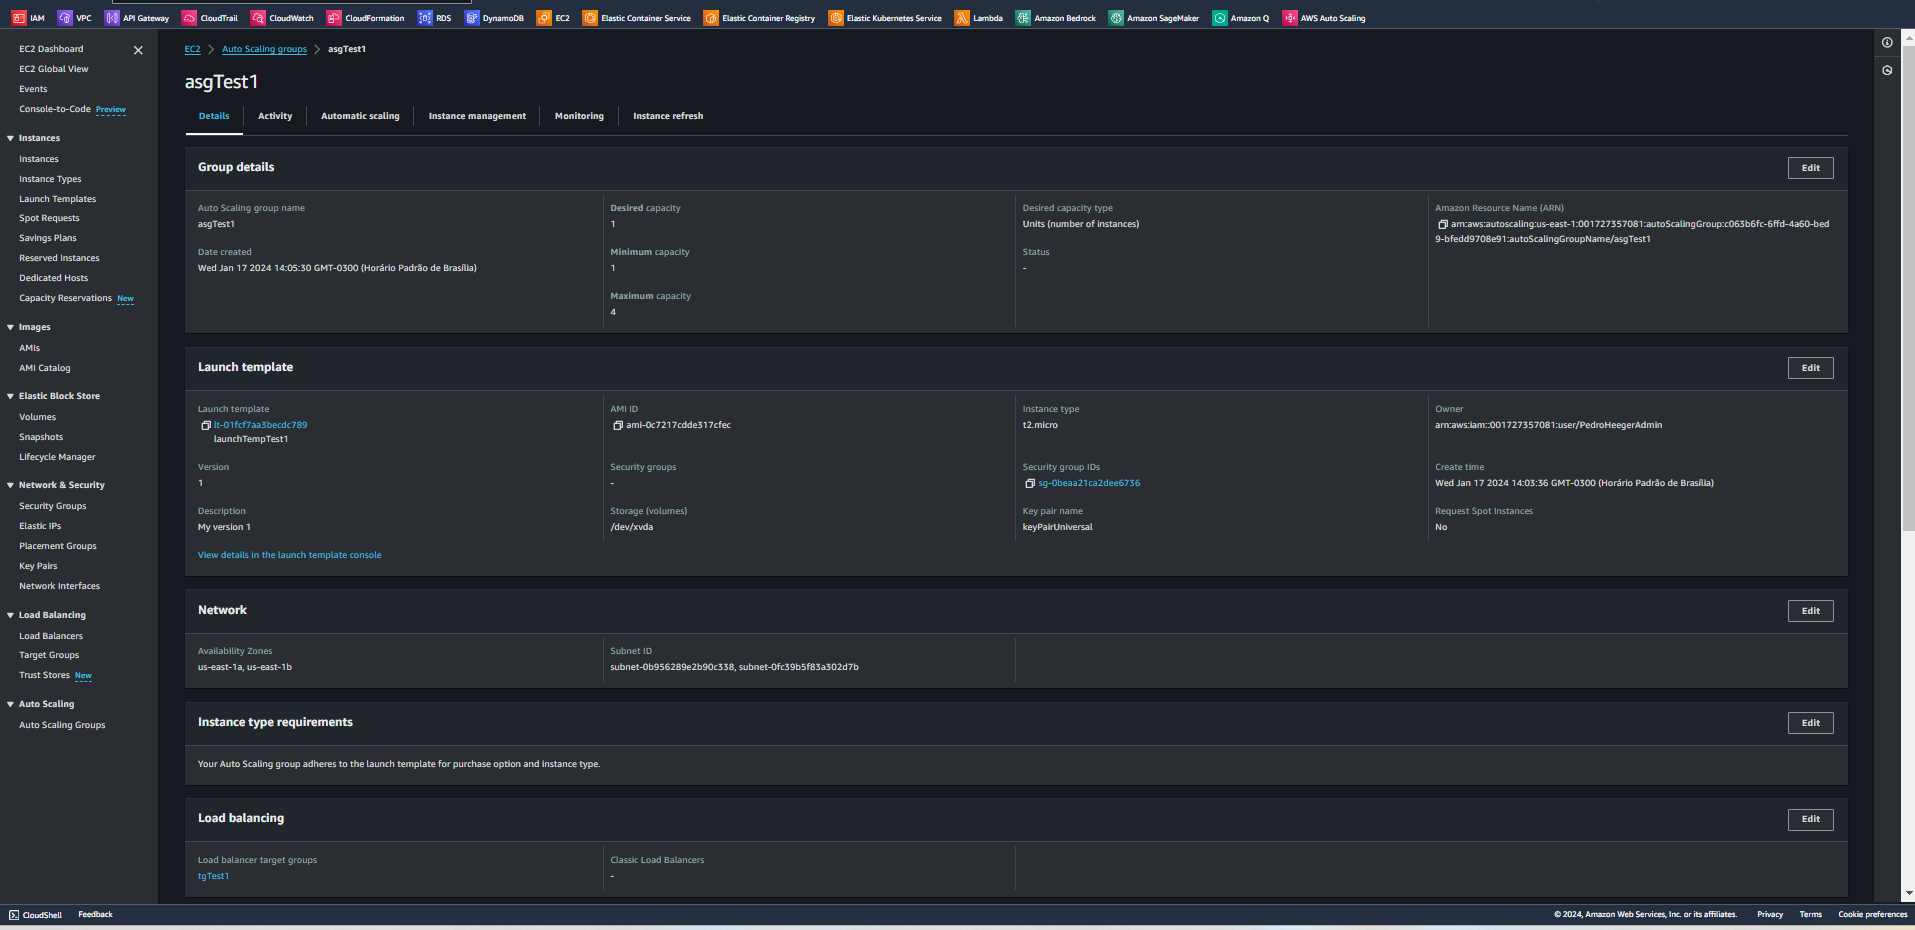 IAM VPC API Gateway CloudTrail CloudWatch CloudFormation RDS DynamoDB EC2 Elastic Container Service Elastic Container Registry Elastic Kubernetes Service Lambda Amazon Bedrock Amazon SageMaker Amazon Q AWS Auto Scaling
EC2 Dashboard
EC2 Global View
Events
Console-to-Code Preview
Instances
Instances
Instance Types
Launch Templates
Spot Requests
Savings Plans
Reserved Instances
Dedicated Hosts
Capacity Reservations New
Images
AMIs
AMI Catalog
Elastic Block Store
Volumes
Snapshots
Lifecycle Manager
Network & Security
Security Groups
Elastic IPs
Placement Groups
Key Pairs
Network Interfaces
Load Balancing
Load Balancers
Target Groups
Trust Stores New
Auto Scaling
Auto Scaling Groups
EC2 > Auto Scaling groups > asgTest1
asgTest1
Details Activity Automatic scaling Instance management Monitoring Instance refresh
Group details Edit
Auto Scaling group name
asgTest1
Date created
Wed Jan 17 2024 14:05:30 GMT-0300 (Horário Padrão de Brasília)
Desired capacity
1
Minimum capacity
1
Maximum capacity
4
Desired capacity type
Units (number of instances)
Status
-
Amazon Resource Name (ARN)
arn:aws:autoscaling:us-east-1:001727357081:autoScalingGroup:c063b6fc-6ffd-4a60-bed
9-bfedd9708e91:autoScalingGroupName/asgTest1
Launch template Edit
Launch template
lt-01fcf7aa3becdc789
launchTempTest1
Version
1
Description
My version 1
View details in the launch template console
AMI ID
ami-0c7217cdde317cfec
Security groups
-
Storage (volumes)
/dev/xvda
Instance type
t2.micro
Security group IDs
sg-0beaa21ca2dee6736
Key pair name
keyPairUniversal
Owner
arn:aws:iam::001727357081:user/PedroHeegerAdmin
Create time
Wed Jan 17 2024 14:03:36 GMT-0300 (Horário Padrão de Brasília)
Request Spot Instances
No
Network Edit
Availability Zones
us-east-1a, us-east-1b
Subnet ID
subnet-0b956289e2b90c338, subnet-0fc39b5f83a302d7b
Instance type requirements Edit
Your Auto Scaling group adheres to the launch template for purchase option and instance type.
Load balancing Edit
Load balancer target groups
tgTest1
Classic Load Balancers
-
CloudShell Feedback © 2024, Amazon Web Services, Inc. or its affiliates. Privacy Terms Cookie preferences